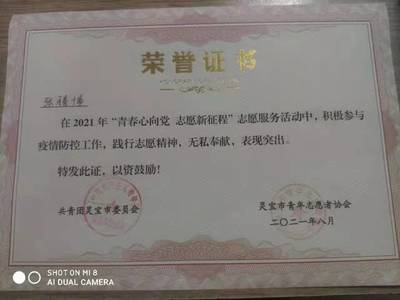 荣誉证书
在2021年“青春心向党 志愿新征程”志愿服务活动中，积极参与
疫情防控工作，践行志愿精神，无私奉献，表现突出。
特发此证，以资鼓励！
共青团灵宝市委员会
灵宝市青年志愿者协会
二〇二一年八月
SHOT ON MI 8
AI DUAL CAMERA